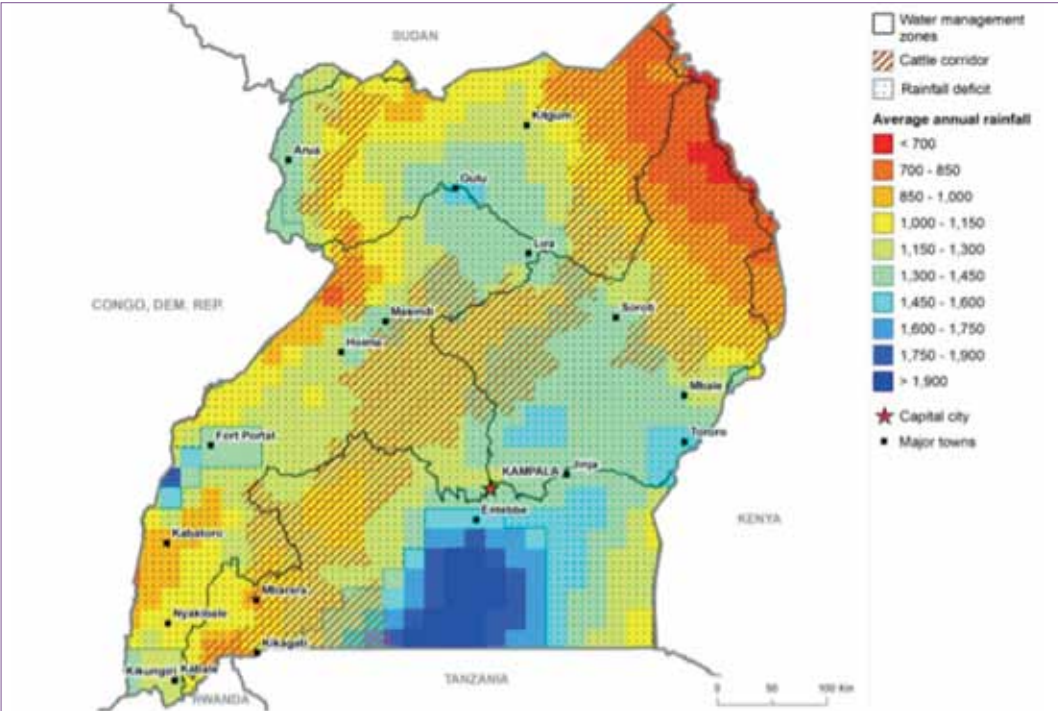 SUDAN
CONGO, DEM. REP.
KENYA
TANZANIA
RWANDA
Kitgum
Arua
Gulu
Lira
Masindi
Hoima
Soroti
Mbale
Tororo
Fort Portal
KAMPALA
Jinja
Entebbe
Kabatoro
Mbarara
Nyakibale
Kikagati
Kikungiri
Kabale
0 50 100 Km
Water management
zones
Cattle corridor
Rainfall deficit
Average annual rainfall
< 700
700 - 850
850 - 1,000
1,000 - 1,150
1,150 - 1,300
1,300 - 1,450
1,450 - 1,600
1,600 - 1,750
1,750 - 1,900
> 1,900
Capital city
Major towns